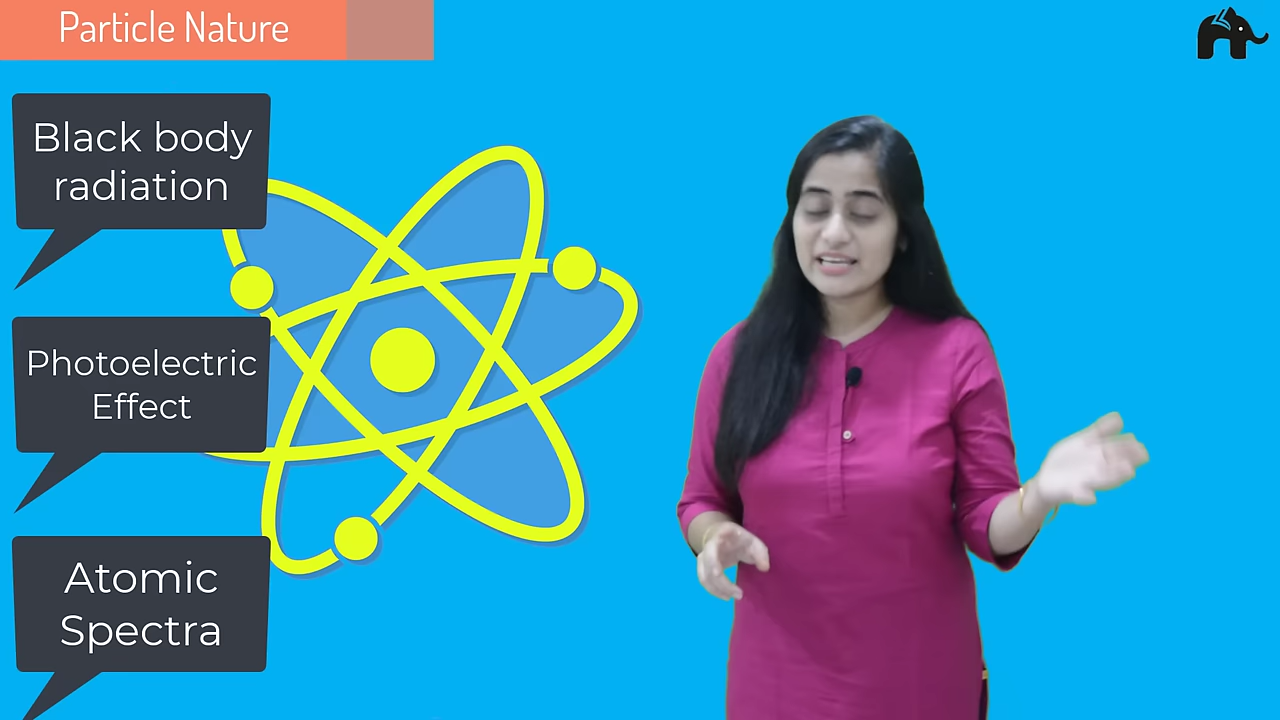 Particle Nature
Black body
radiation
Photoelectric
Effect
Atomic
Spectra